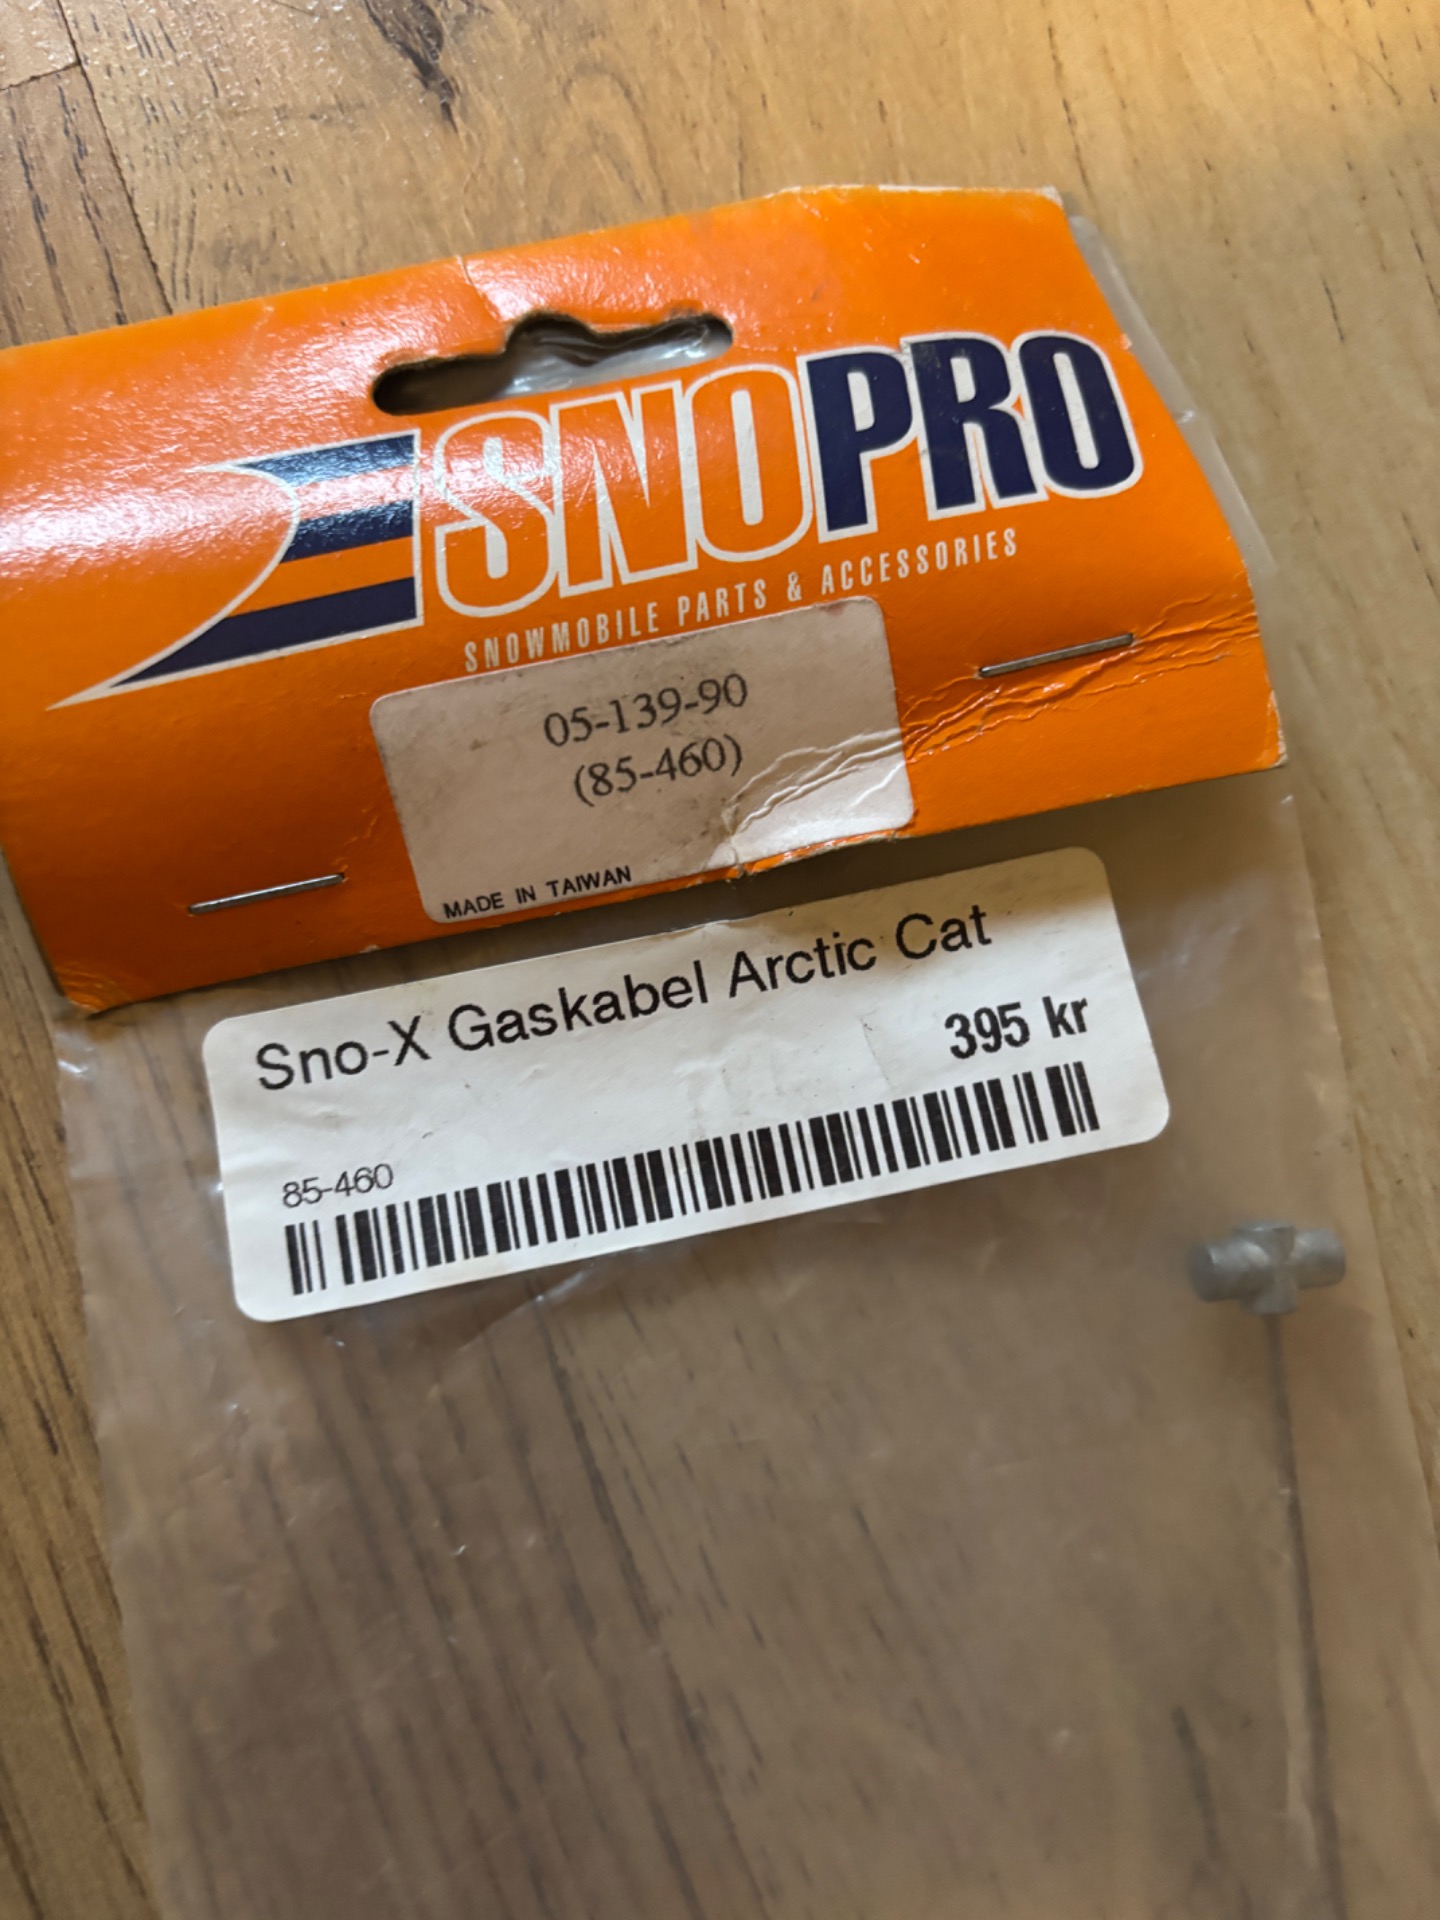 SNOPRO
SNOWMOBILE PARTS & ACCESSORIES
05-139-90
(85-460)
MADE IN TAIWAN
Sno-X Gaskabel Arctic Cat
395 kr
85-460